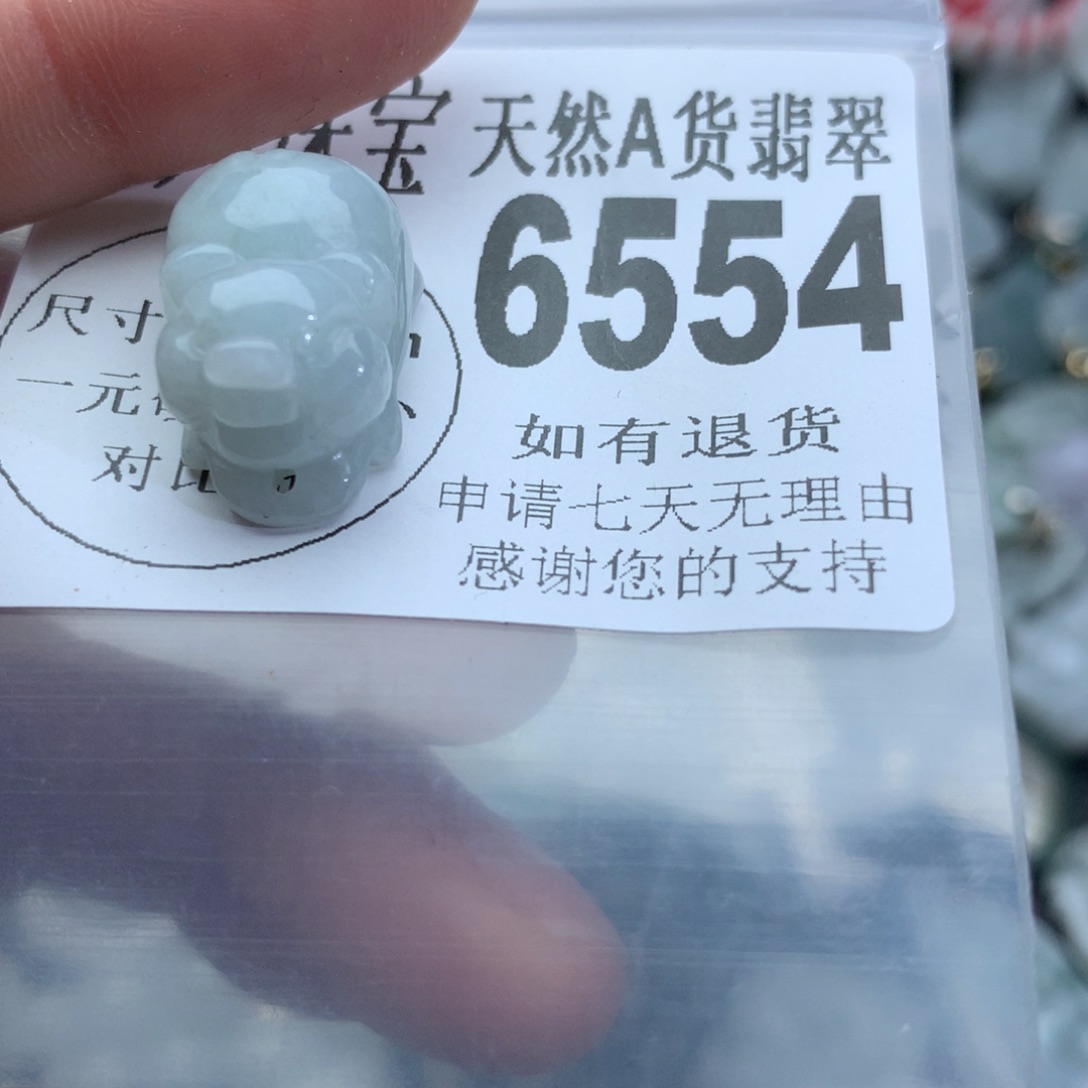 宝 天然A货翡翠
6554
尺寸
一元
对比
如有退货
申请七天无理由
感谢您的支持